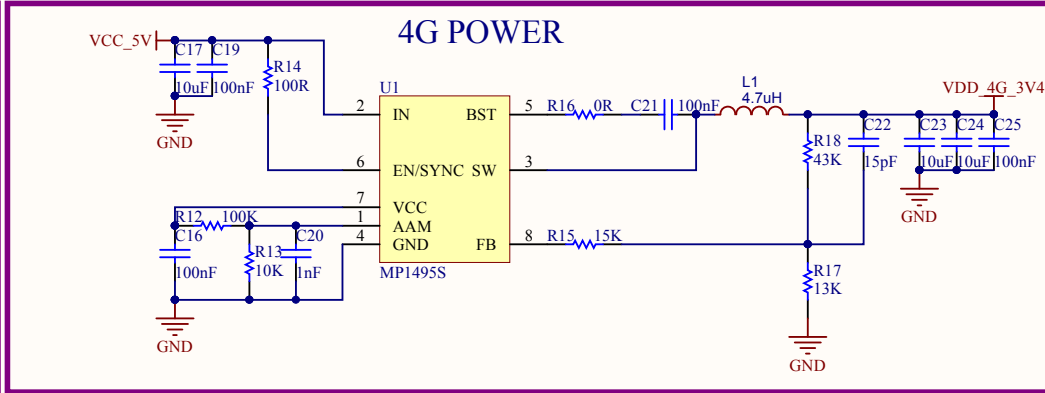 4G POWER
VCC_5V
C17
C19
10uF
100nF
R14
100R
GND
U1
2
IN
BST
5
R16
0R
C21
100nF
L1
4.7uH
VDD_4G_3V4
6
EN/SYNC
SW
3
R18
43K
C22
15pF
C23
C24
C25
10uF
10uF
100nF
GND
7
VCC
1
AAM
4
GND
FB
8
R15
15K
MP1495S
R12
100K
C16
100nF
R13
10K
C20
1nF
GND
R17
13K
GND